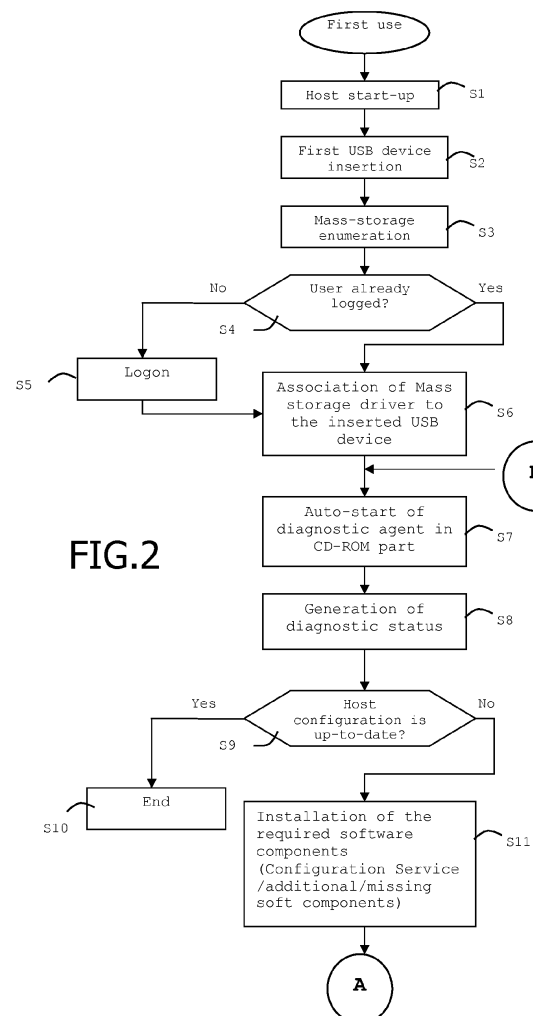 First use
Host start-up
S1
First USB device
insertion
S2
Mass-storage
enumeration
S3
No
User already
logged?
Yes
S4
S5
Logon
Association of Mass
storage driver to
the inserted USB
device
S6
Auto-start of
diagnostic agent in
CD-ROM part
S7
FIG.2
Generation of
diagnostic status
S8
Yes
Host
configuration is
up-to-date?
No
S9
End
S10
Installation of the
required software
components
(Configuration Service
/additional/missing
soft components)
S11
A